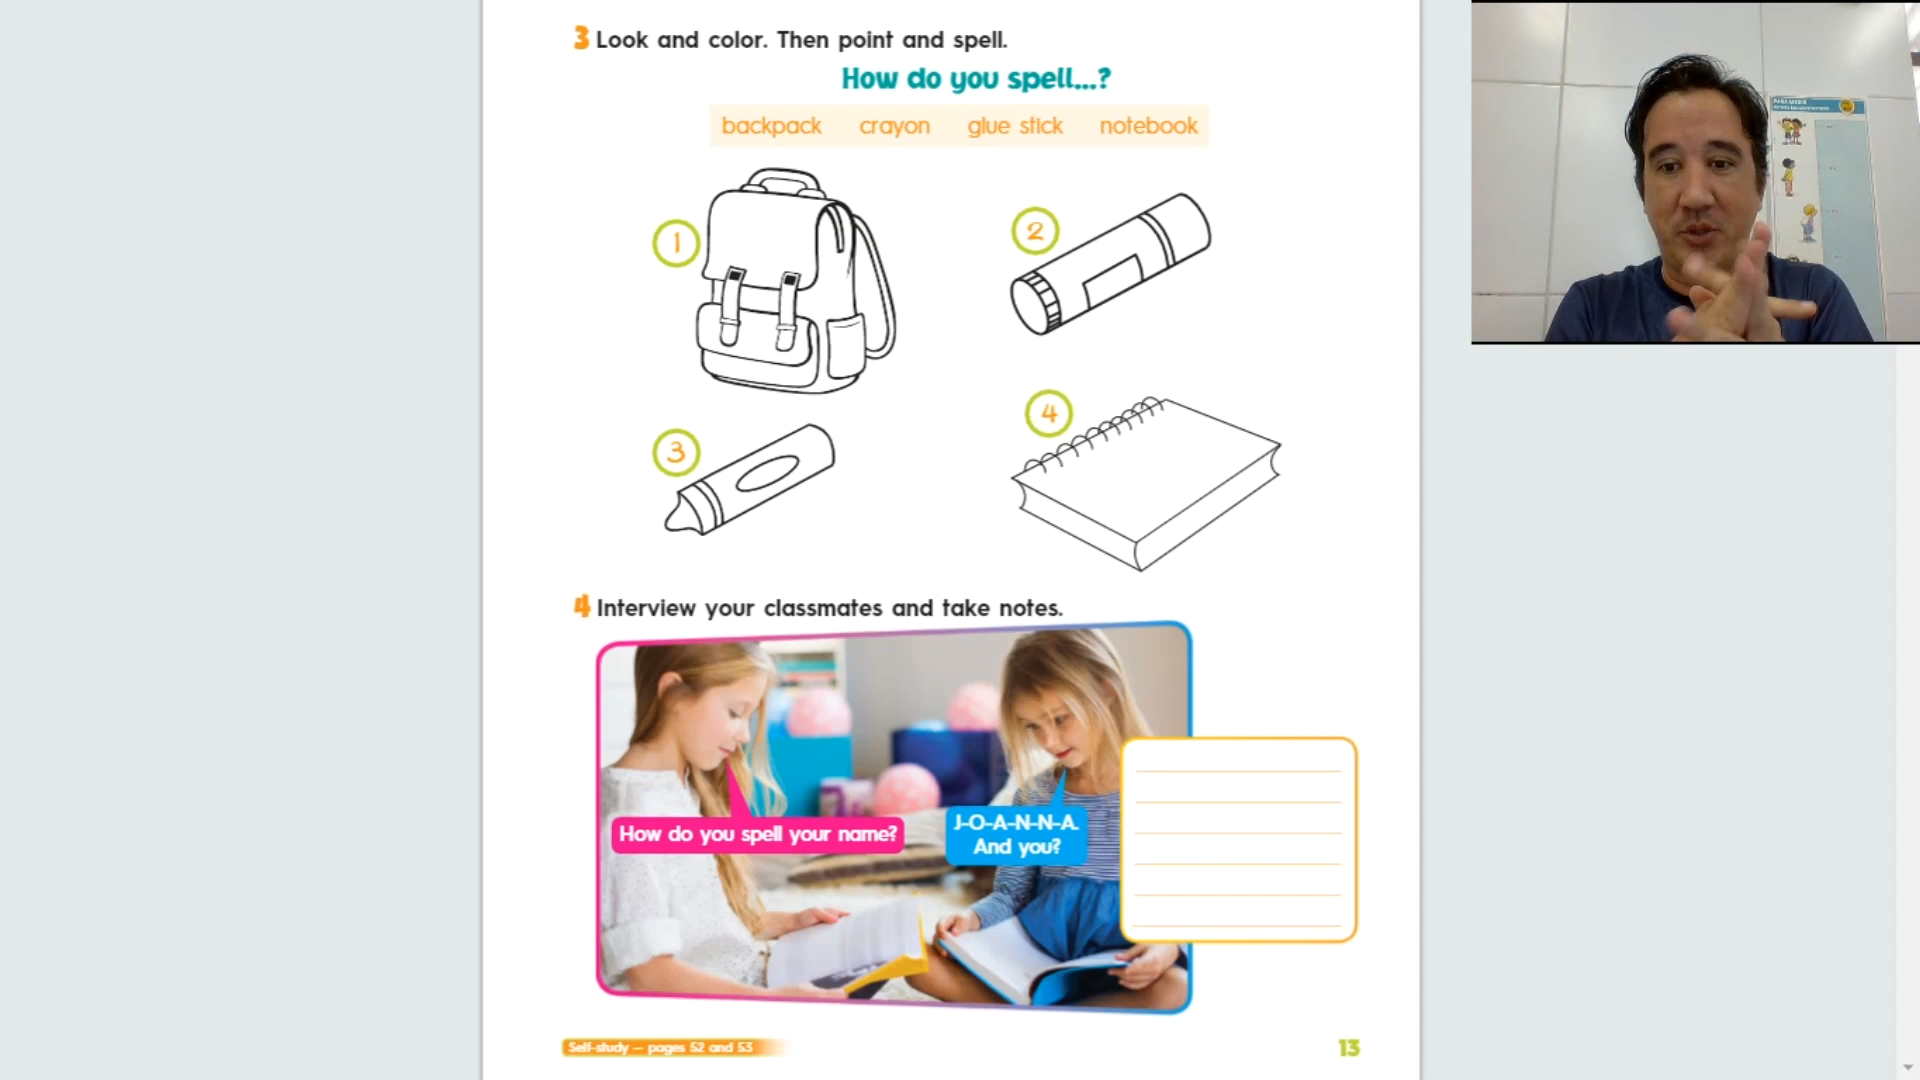 3 Look and color. Then point and spell.
How do you spell...?
backpack crayon glue stick notebook
1
2
3
4
4 Interview your classmates and take notes.
How do you spell your name?
J-O-A-N-N-A.
And you?
Self-study — pages 52 and 53
13